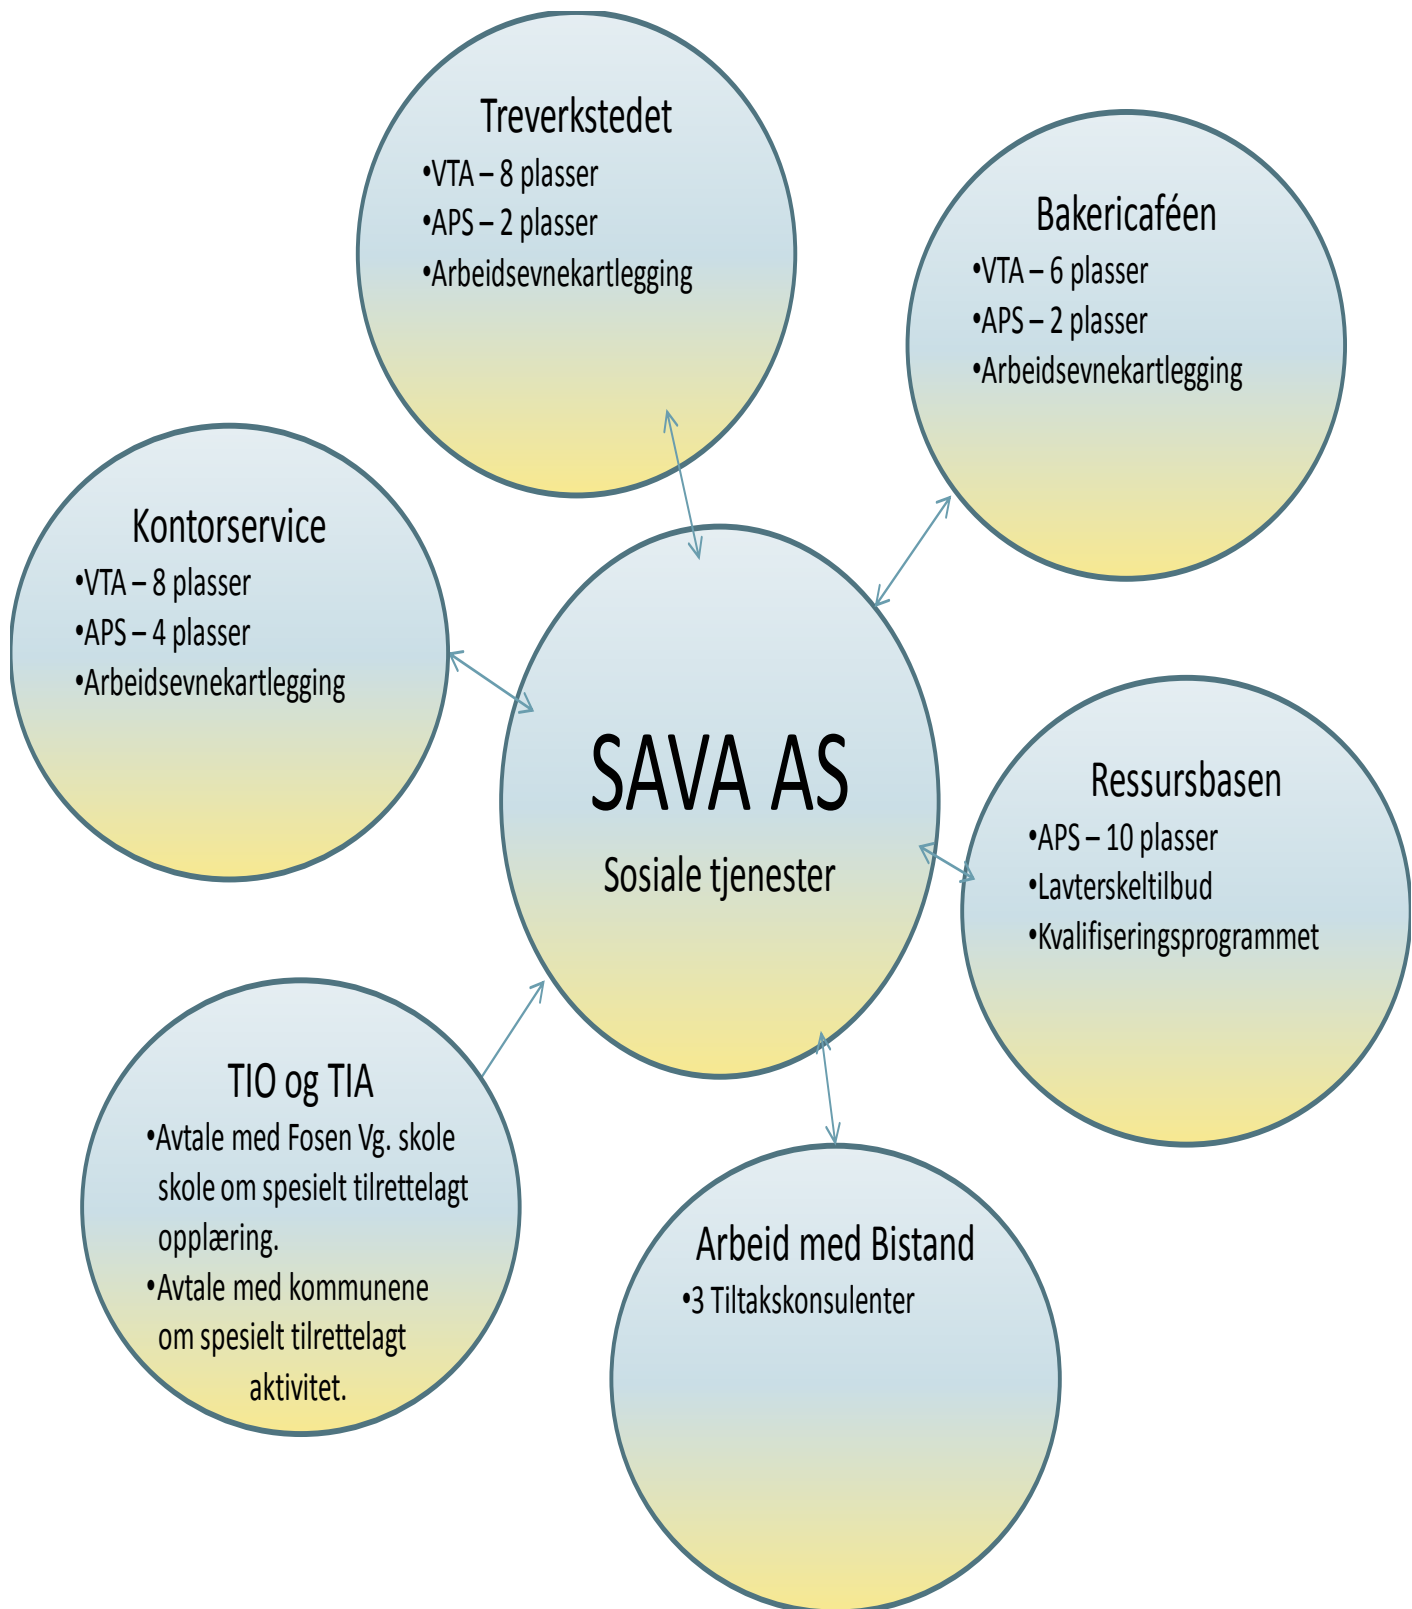 Treverkstedet
•VTA – 8 plasser
•APS – 2 plasser
•Arbeidsevnekartlegging
Bakericaféen
•VTA – 6 plasser
•APS – 2 plasser
•Arbeidsevnekartlegging
Kontorservice
•VTA – 8 plasser
•APS – 4 plasser
•Arbeidsevnekartlegging
SAVA AS
Sosiale tjenester
Ressursbasen
•APS – 10 plasser
•Lavterskeltilbud
•Kvalifiseringsprogrammet
TIO og TIA
•Avtale med Fosen Vg. skole
skole om spesielt tilrettelagt
opplæring.
•Avtale med kommunene
om spesielt tilrettelagt
aktivitet.
Arbeid med Bistand
•3 Tiltakskonsulenter